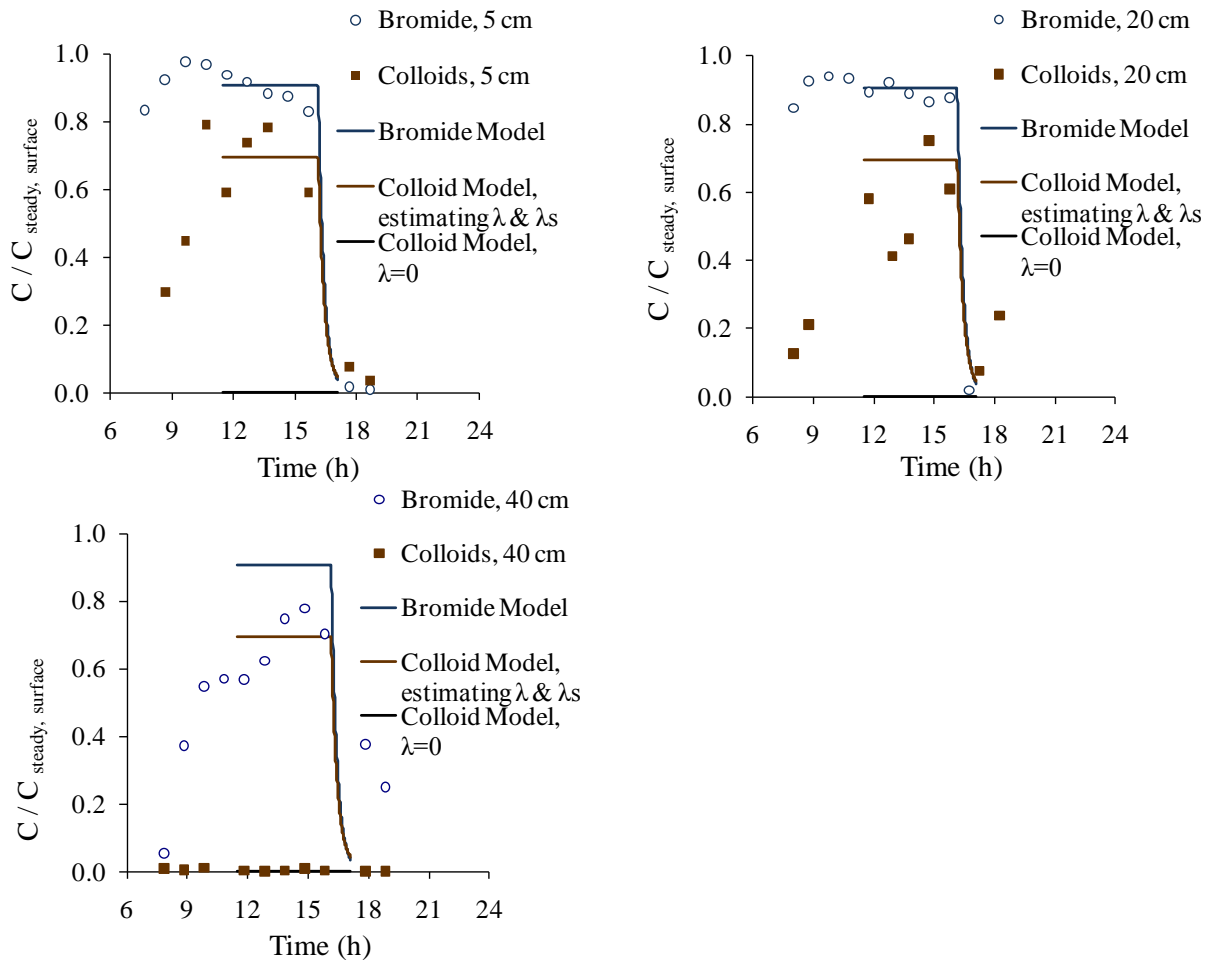 Bromide, 5 cm
Colloids, 5 cm
Bromide Model
Colloid Model,
estimating λ & λs
Colloid Model,
λ=0
C / C steady, surface
1.0
0.8
0.6
0.4
0.2
0.0
6 9 12 15 18 21 24
Time (h)
Bromide, 20 cm
Colloids, 20 cm
Bromide Model
Colloid Model,
estimating λ & λs
Colloid Model,
λ=0
C / C steady, surface
1.0
0.8
0.6
0.4
0.2
0.0
6 9 12 15 18 21 24
Time (h)
Bromide, 40 cm
Colloids, 40 cm
Bromide Model
Colloid Model,
estimating λ & λs
Colloid Model,
λ=0
C / C steady, surface
1.0
0.8
0.6
0.4
0.2
0.0
6 9 12 15 18 21 24
Time (h)